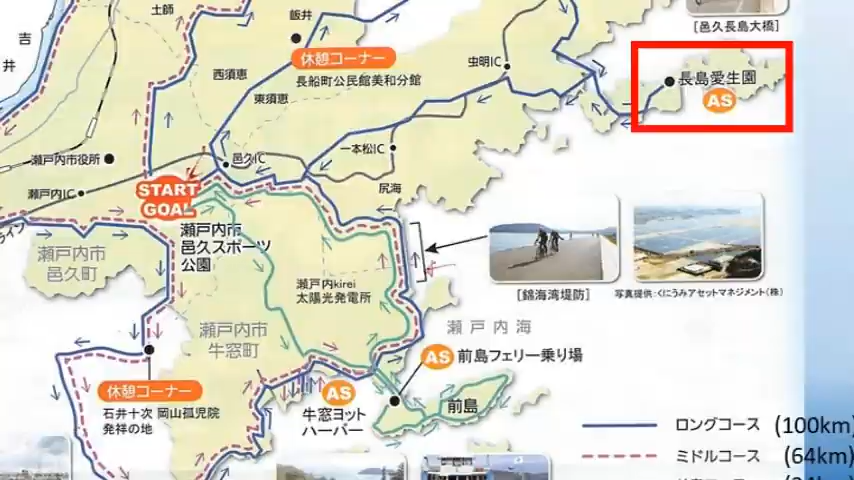 土師
飯井
休憩コーナー
長船町公民館美和分館
西須恵
東須恵
虫明IC
[邑久長島大橋]
長島愛生園
AS
吉
井
瀬戸内市役所
邑久IC
一本松IC
瀬戸内IC
START
GOAL
尻海
ライン
瀬戸内市
邑久スポーツ
公園
瀬戸内市
邑久町
瀬戸内kirei
太陽光発電所
[錦海湾堤防]
写真提供:くにうみアセットマネジメント(株)
瀬戸内市
牛窓町
瀬戸内海
AS 前島フェリー乗り場
休憩コーナー
石井十次 岡山孤児院
発祥の地
AS
牛窓ヨット
ハーバー
前島
ロングコース (100km)
ミドルコース (64km)